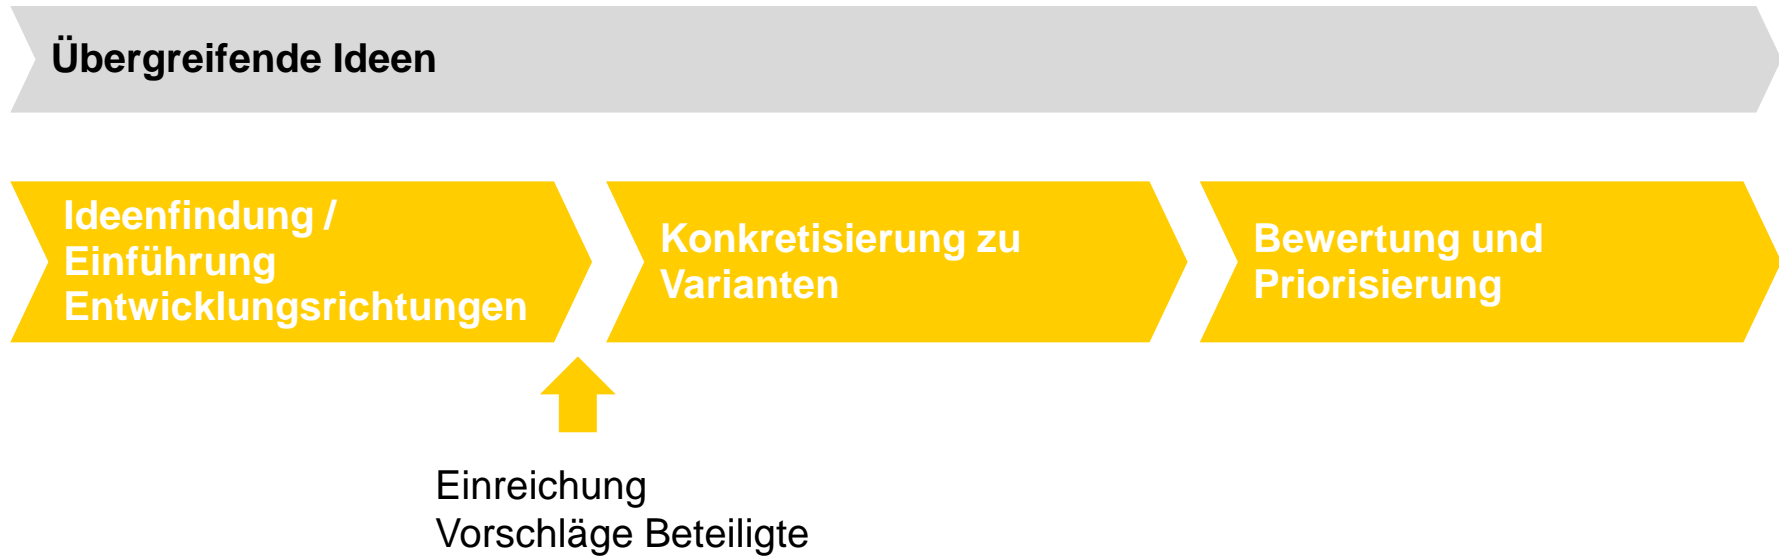 Übergreifende Ideen
Ideenfindung /
Einführung
Entwicklungsrichtungen
Konkretisierung zu
Varianten
Bewertung und
Priorisierung
Einreichung
Vorschläge Beteiligte